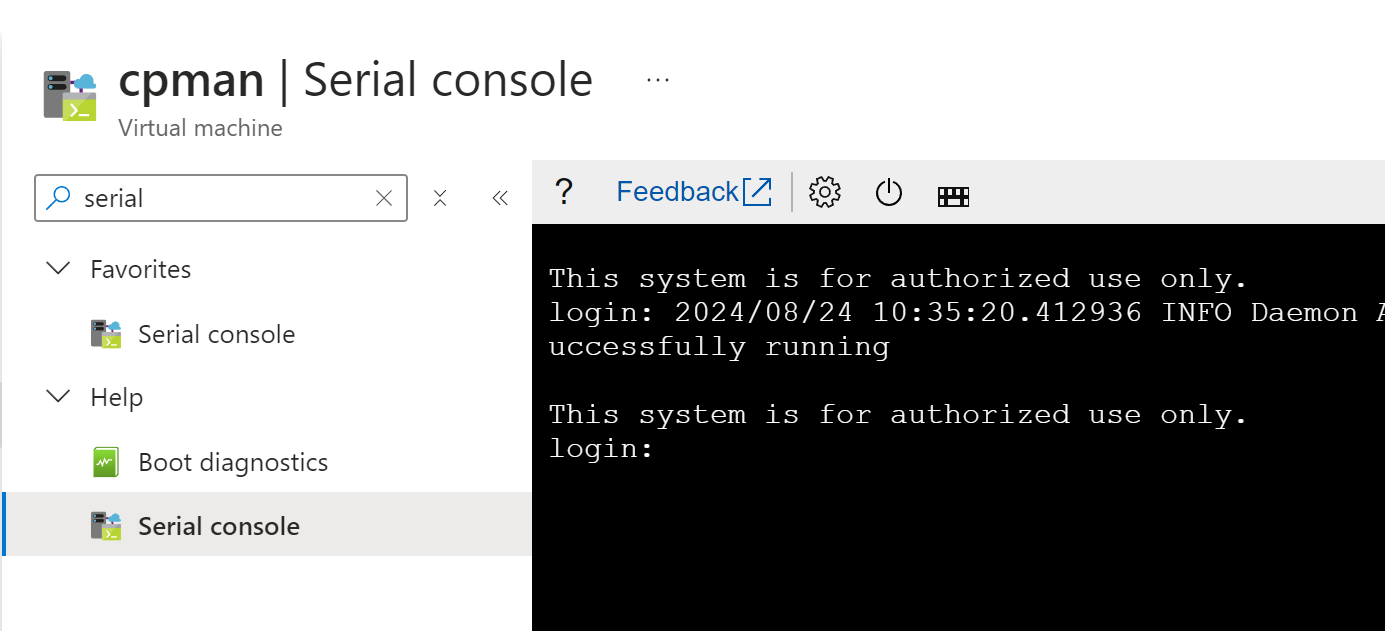 cpman | Serial console ...
Virtual machine
serial
? Feedback
Favorites
Serial console
Help
Boot diagnostics
Serial console
This system is for authorized use only.
login: 2024/08/24 10:35:20.412936 INFO Daemon
uccessfully running
This system is for authorized use only.
login: